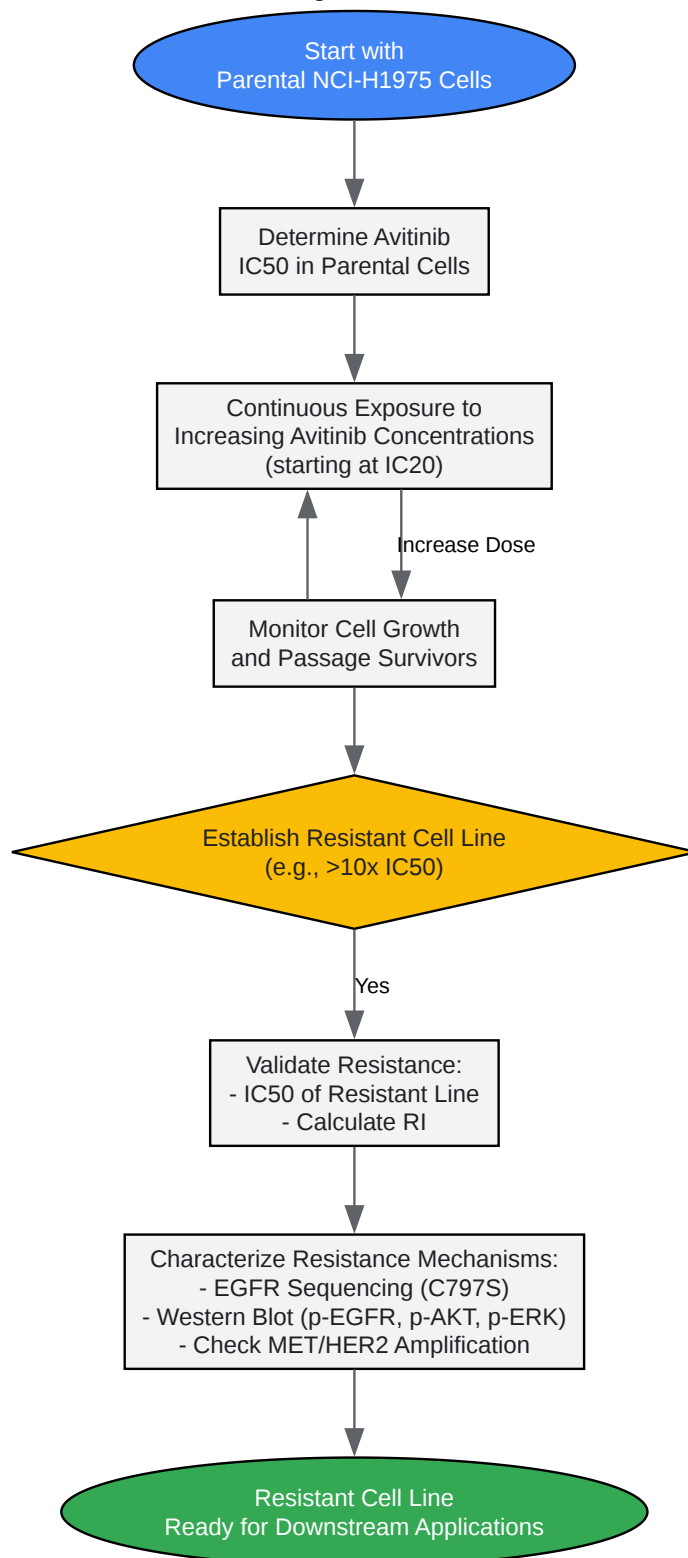 Start with
Parental NCI-H1975 Cells
Determine Avitinib
IC50 in Parental Cells
Continuous Exposure to
Increasing Avitinib Concentrations
(starting at IC20)
Increase Dose
Monitor Cell Growth
and Passage Survivors
Establish Resistant Cell Line
(e.g., >10x IC50)
Yes
Validate Resistance:
- IC50 of Resistant Line
- Calculate RI
Characterize Resistance Mechanisms:
- EGFR Sequencing (C797S)
- Western Blot (p-EGFR, p-AKT, p-ERK)
- Check MET/HER2 Amplification
Resistant Cell Line
Ready for Downstream Applications